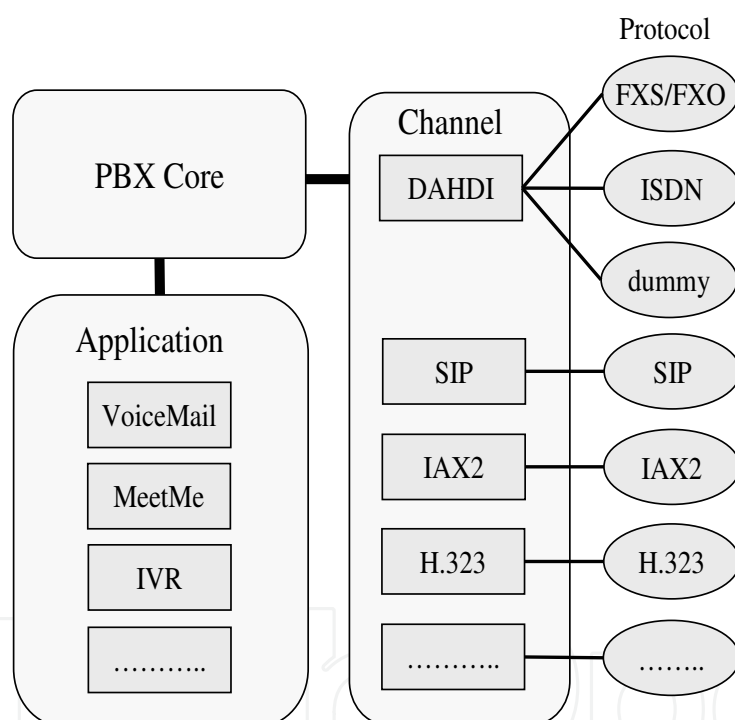 Protocol
FXS/FXO
Channel
PBX Core
DAHDI
ISDN
dummy
Application
SIP
SIP
VoiceMail
IAX2
IAX2
MeetMe
H.323
H.323
IVR
………..
………..
……..